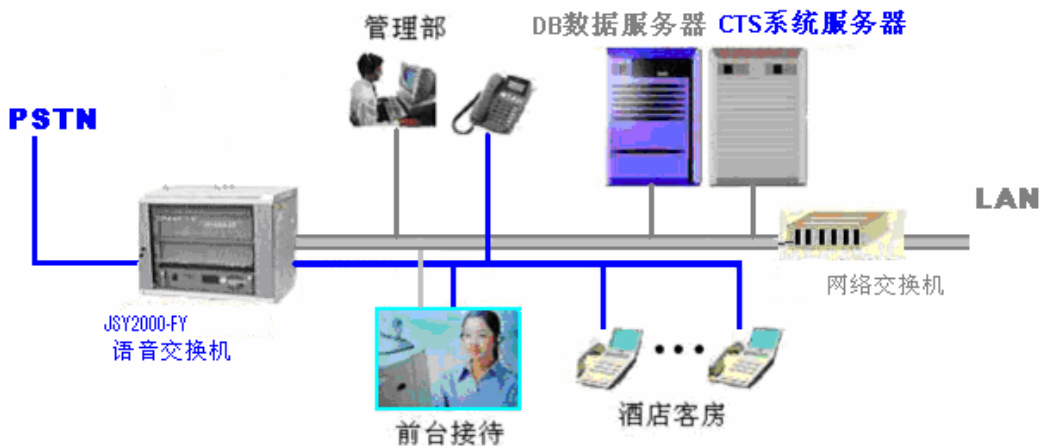 管理部
DB数据服务器
CTS系统服务器
PSTN
LAN
网络交换机
JSY2000-FY
语音交换机
前台接待
酒店客房